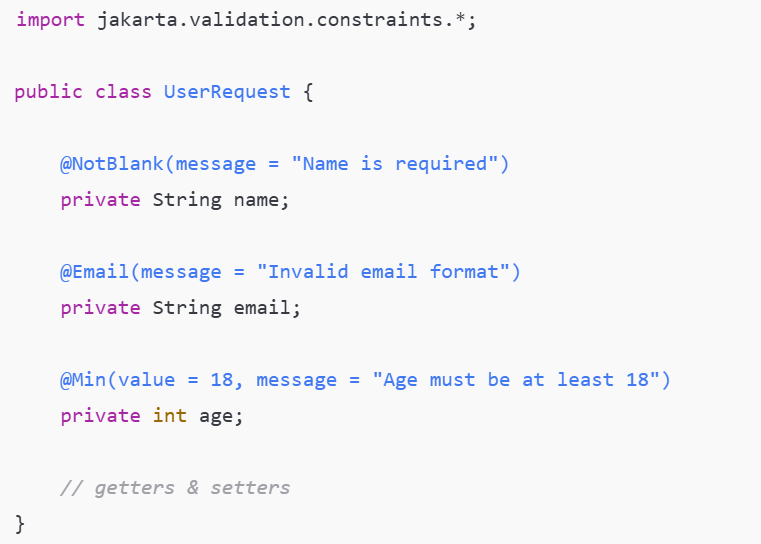 import jakarta.validation.constraints.*;
public class UserRequest {
@NotBlank(message = "Name is required")
private String name;
@Email(message = "Invalid email format")
private String email;
@Min(value = 18, message = "Age must be at least 18")
private int age;
// getters & setters
}